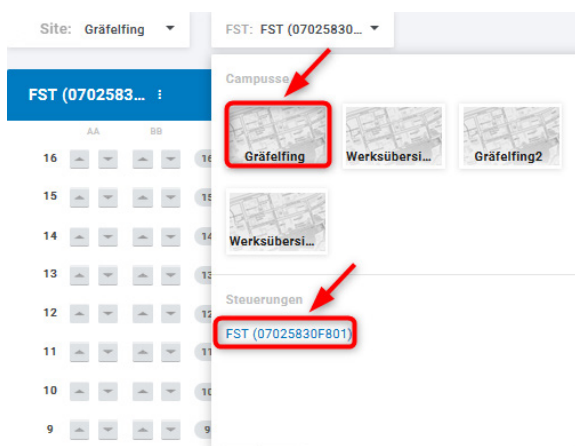 Site: Gräfelfing
FST: FST (07025830...
Campusse
FST (0702583...
AA BB
Gräfelfing Werksübersi... Gräfelfing2
16 16
15 15
14 14
Werksübersi...
13 13
12 12
Steuerungen
FST (07025830F801)
11 11
10 10
9 9